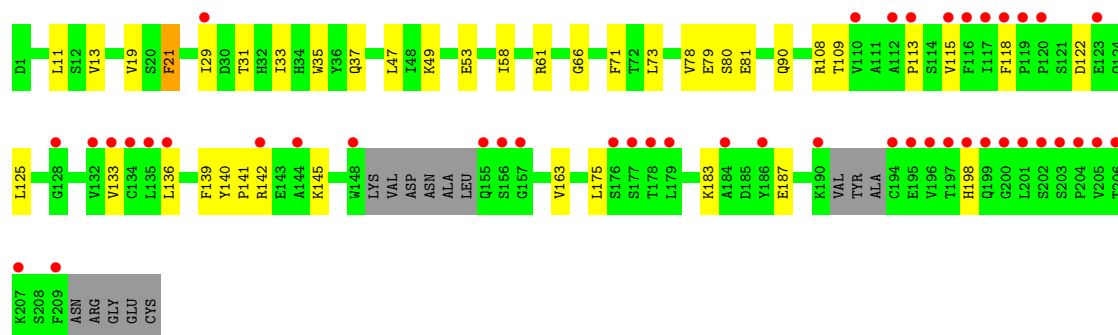 D1 L11 S12 V13 V19 S20 F21 I29 D30 T31 H32 I33 H34 W35 Y36 Q37 L47 I48 K49 E53 I58 R61 G66 F71 T72 L73 V78 E79 S80 E81 Q90 R108 T109 V110 A111 A112 P113 S114 V115 F116 I117 F118 P119 P120 S121 D122 E123
L125 G128 V132 V133 C134 L135 L136 F139 Y140 P141 R142 E143 A144 K145 W148 LYS VAL ASP ASN ALA LEU Q155 S156 G157 V163 L175 S176 S177 T178 L179 K183 A184 D185 Y186 E187 K190 VAL TYR ALA C194 E195 V196 T197 H198 Q199 G200 L201 S202 S203 P204 V205
K207 S208 F209 ASN ARG GLY GLU CYS